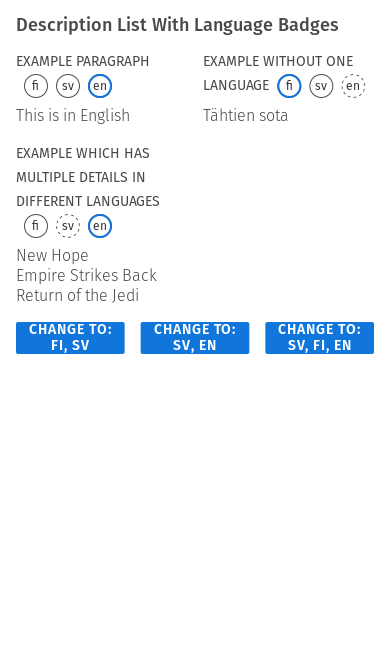 Description List With Language Badges
EXAMPLE PARAGRAPH
fi sv en
This is in English
EXAMPLE WITHOUT ONE
LANGUAGE fi sv en
Tähtien sota
EXAMPLE WHICH HAS
MULTIPLE DETAILS IN
DIFFERENT LANGUAGES
fi sv en
New Hope
Empire Strikes Back
Return of the Jedi
CHANGE TO:
FI, SV
CHANGE TO:
SV, EN
CHANGE TO:
SV, FI, EN